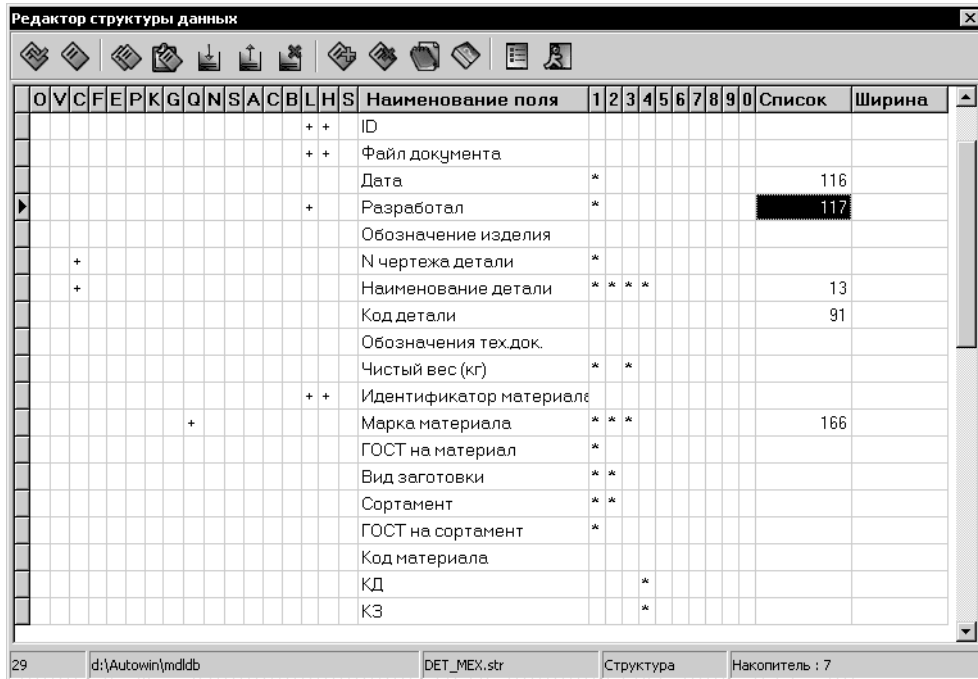 Редактор структуры данных
O V C F E P K G Q N S A C B L H S Наименование поля 1 2 3 4 5 6 7 8 9 0 Список Ширина
+ + ID
+ + Файл документа
Дата * 116
+ Разработал * 117
Обозначение изделия
+ N чертежа детали *
+ Наименование детали * * * * 13
Код детали 91
Обозначения тех.док.
Чистый вес (кг) * *
+ + Идентификатор материала
+ Марка материала * * * 166
ГОСТ на материал *
Вид заготовки * *
Сортамент * *
ГОСТ на сортамент *
Код материала
КД *
КЗ *
29 d:\Autowin\mdldb DET_MEX.str Структура Накопитель : 7